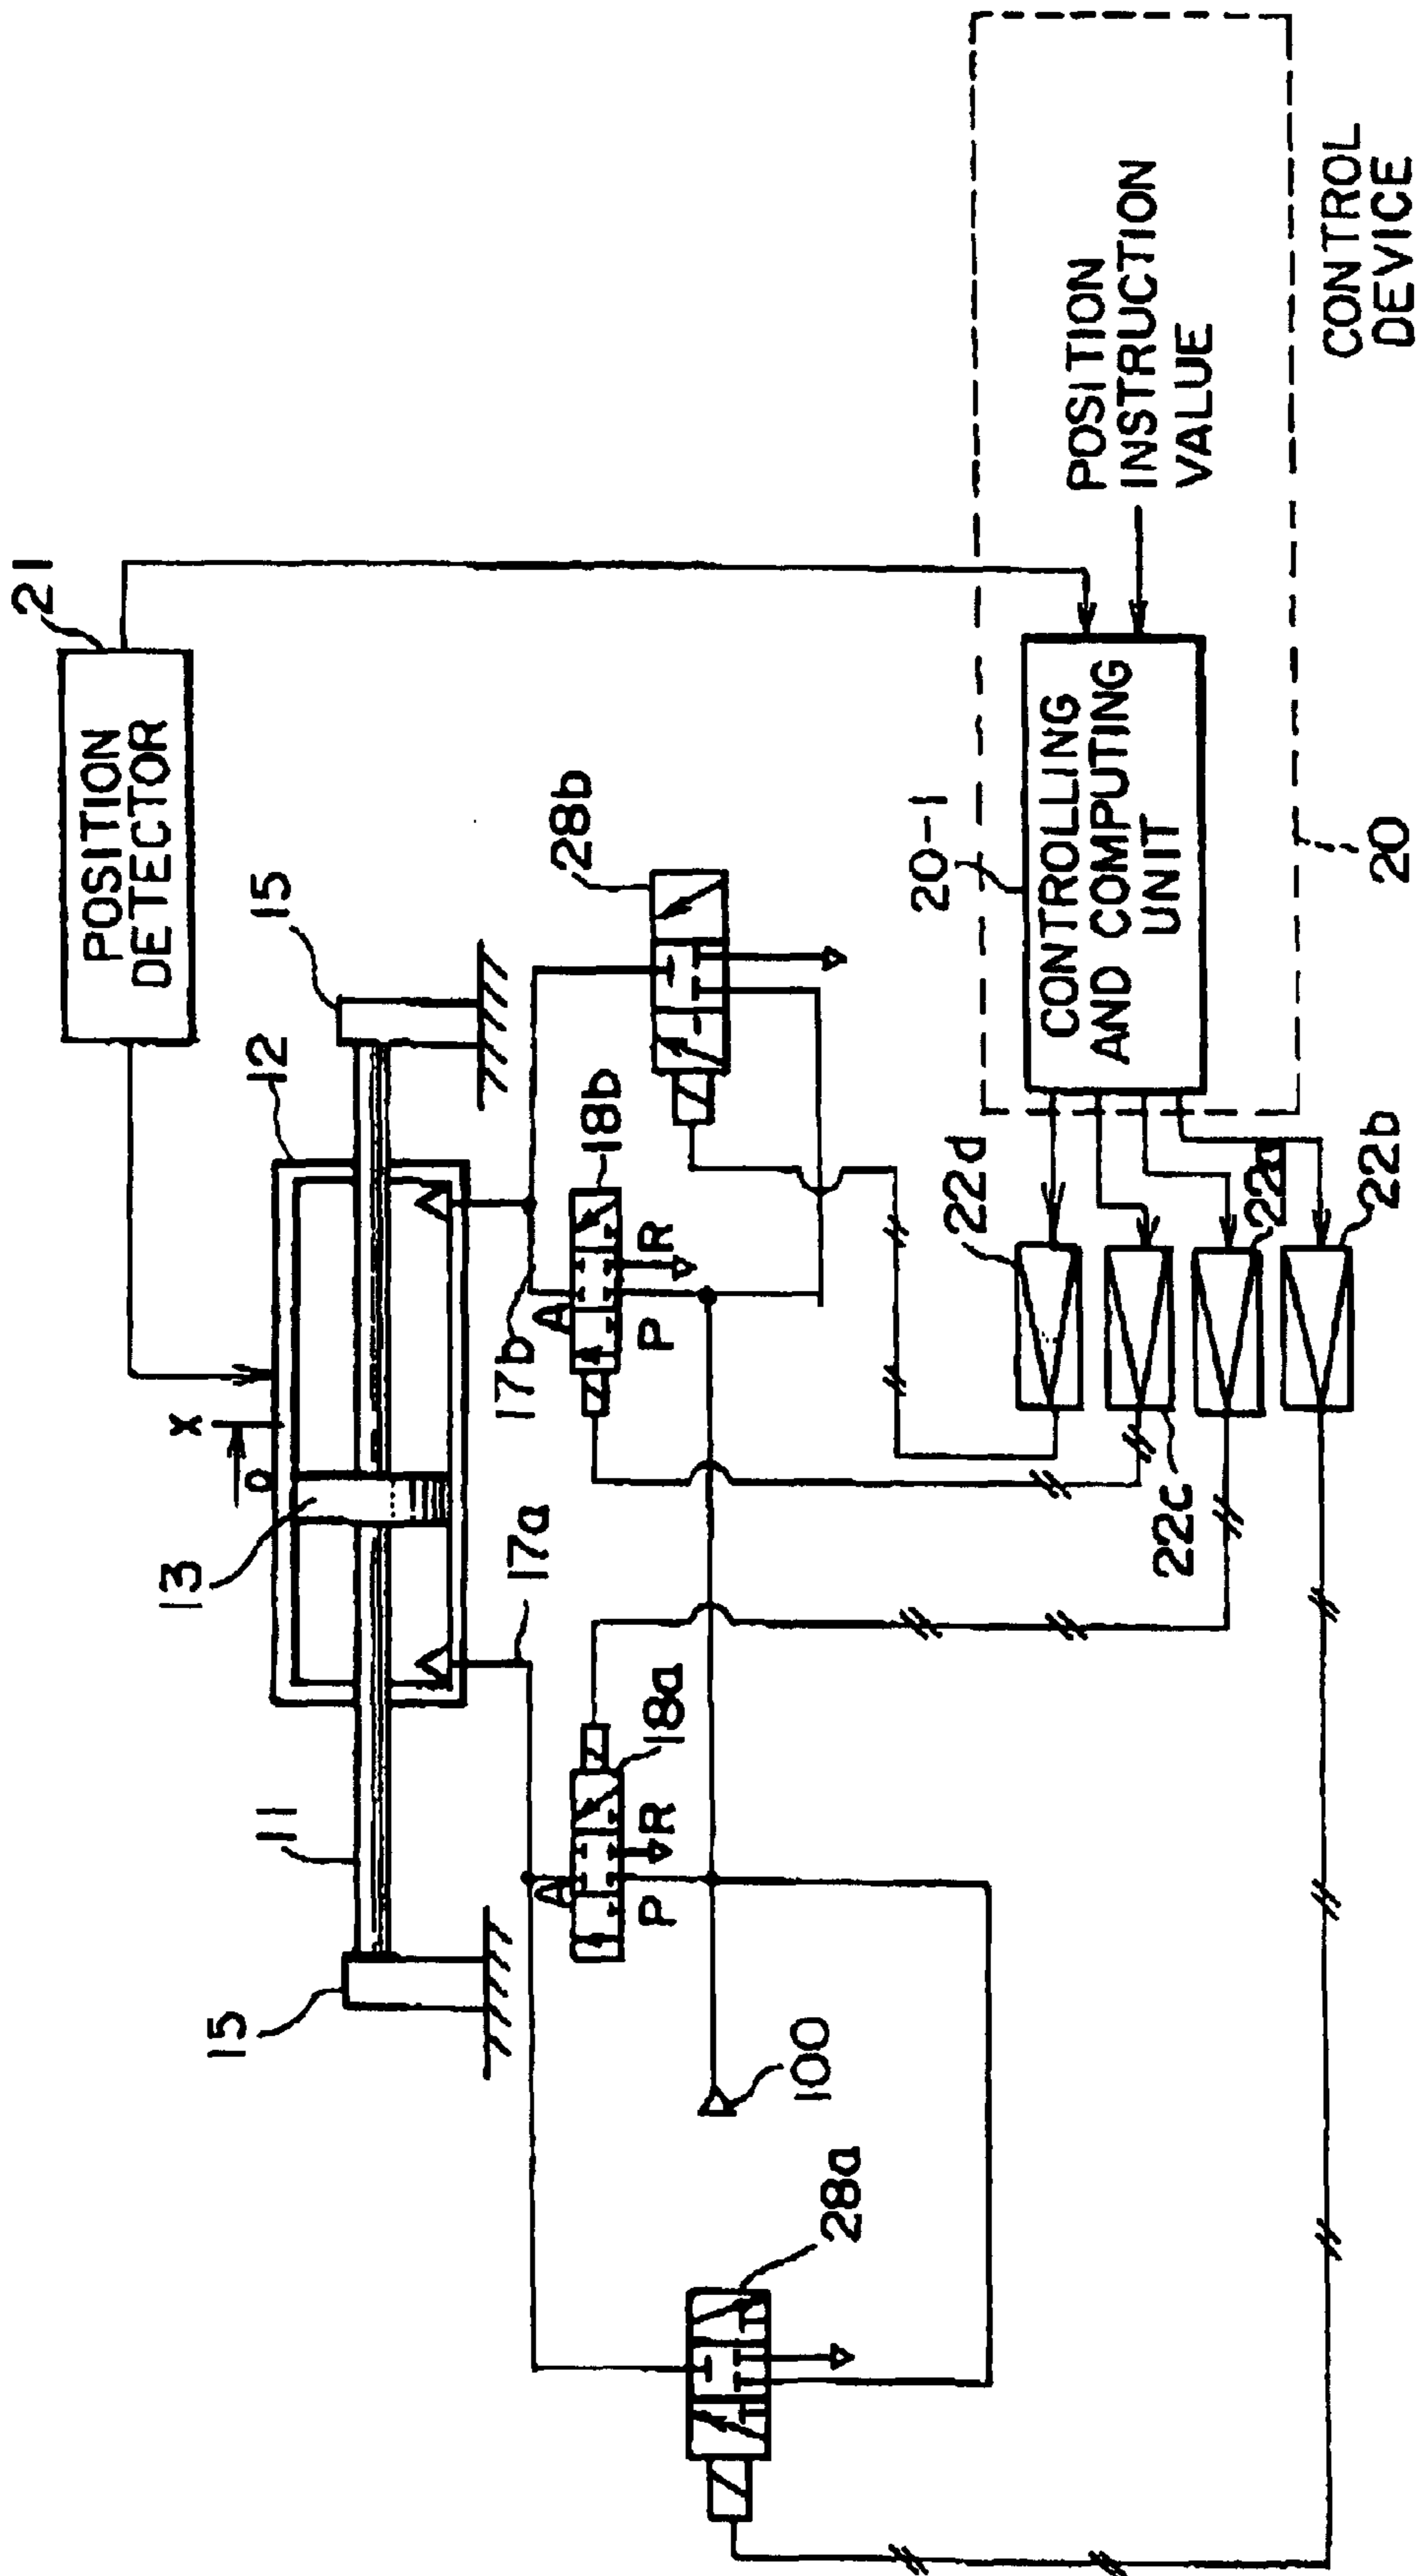 POSITION
DETECTOR
21
12
15
28b
11
15
13
O
X
17a
17b
18b
A
P
R
18a
A
P
R
100
28a
20-1
CONTROLLING
AND COMPUTING
UNIT
POSITION
INSTRUCTION
VALUE
20
CONTROL
DEVICE
22d
22c
22a
22b